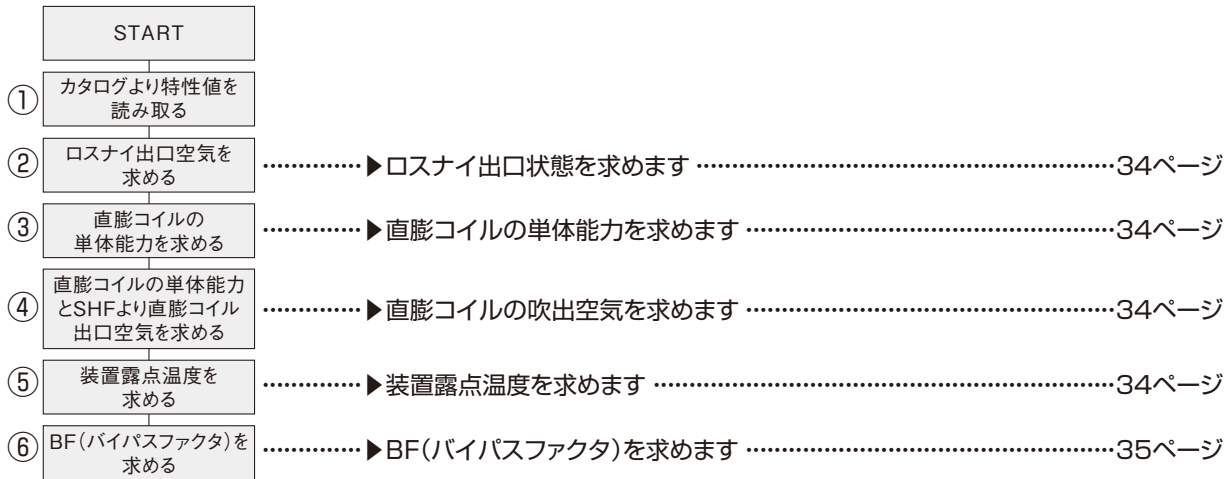 START
① カタログより特性値を
読み取る
② ロスナイ出口空気を
求める
…………▶ロスナイ出口状態を求めます…………34ページ
③ 直膨コイルの
単体能力を求める
…………▶直膨コイルの単体能力を求めます…………34ページ
④ 直膨コイルの単体能力
とSHFより直膨コイル
出口空気を求める
…………▶直膨コイルの吹出空気を求めます…………34ページ
⑤ 装置露点温度を
求める
…………▶装置露点温度を求めます…………34ページ
⑥ BF(バイパスファクタ)を
求める
…………▶BF(バイパスファクタ)を求めます…………35ページ